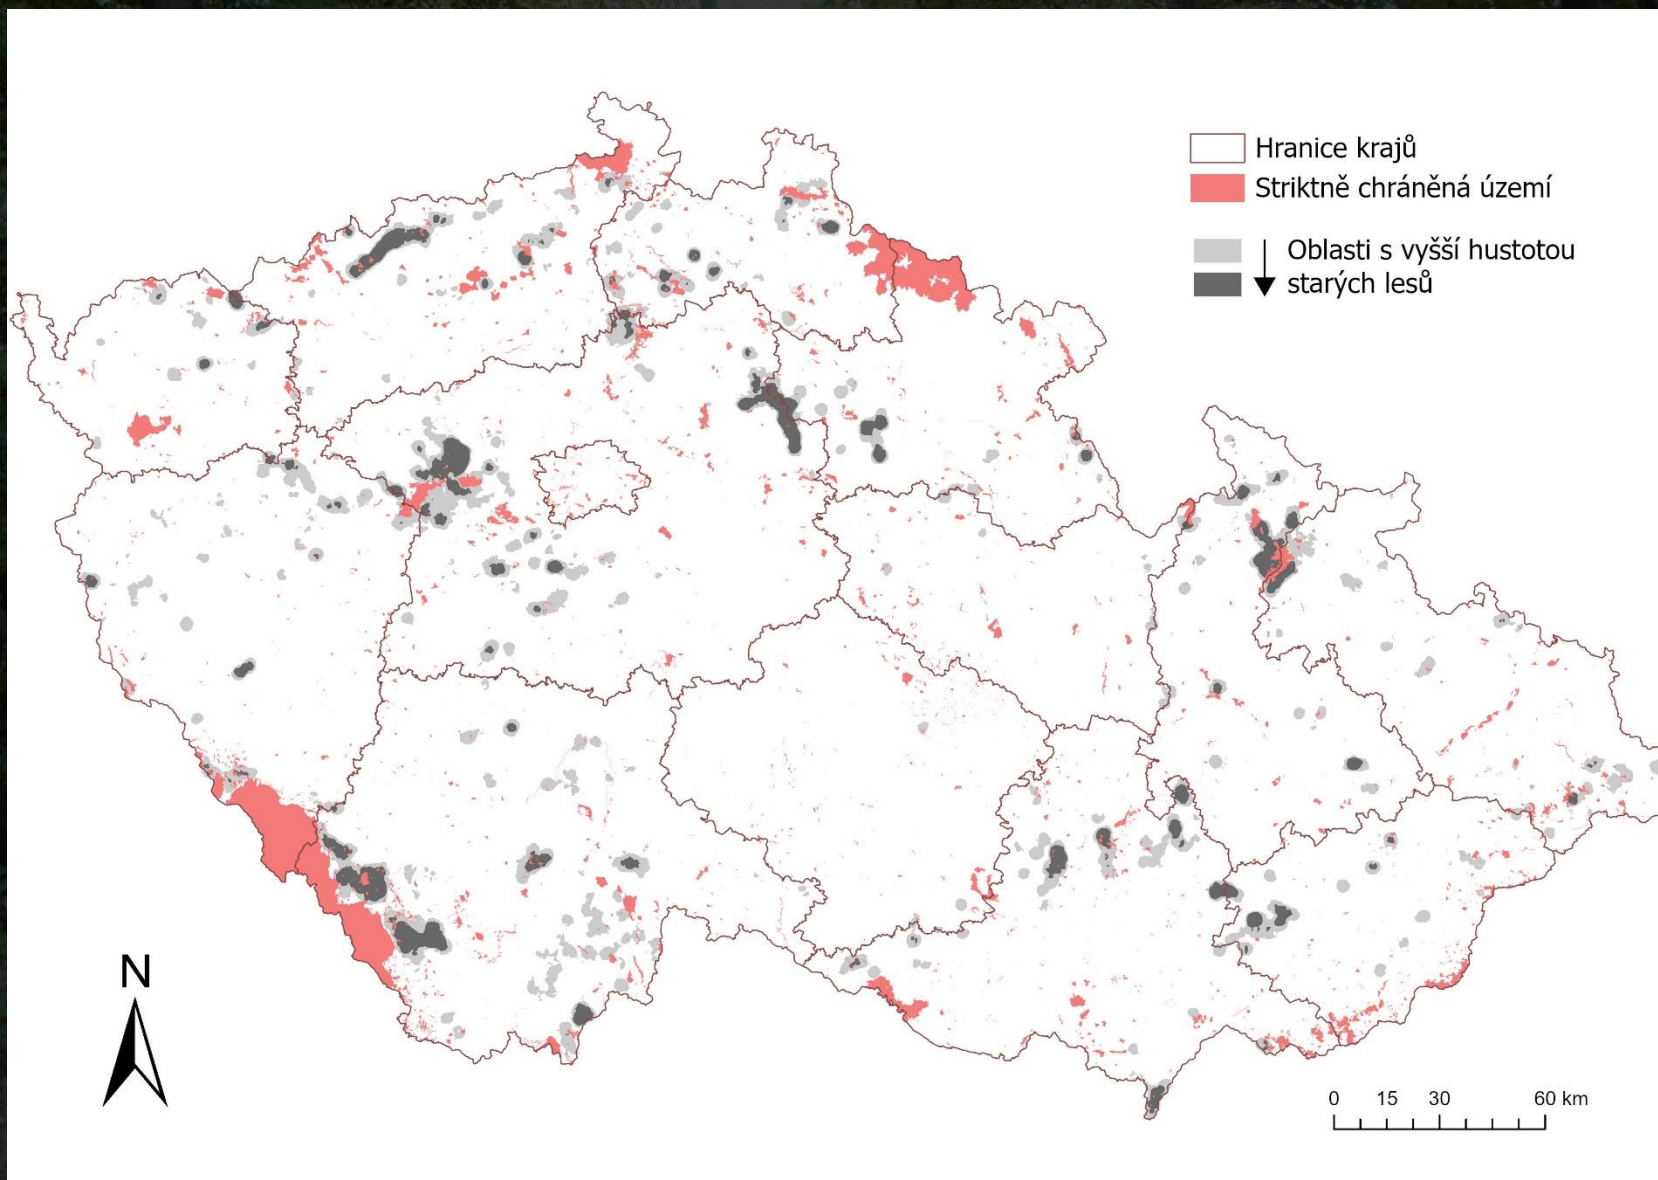 Hranice krajů
Striktně chráněná území
Oblasti s vyšší hustotou
starých lesů
N
0 15 30 60 km